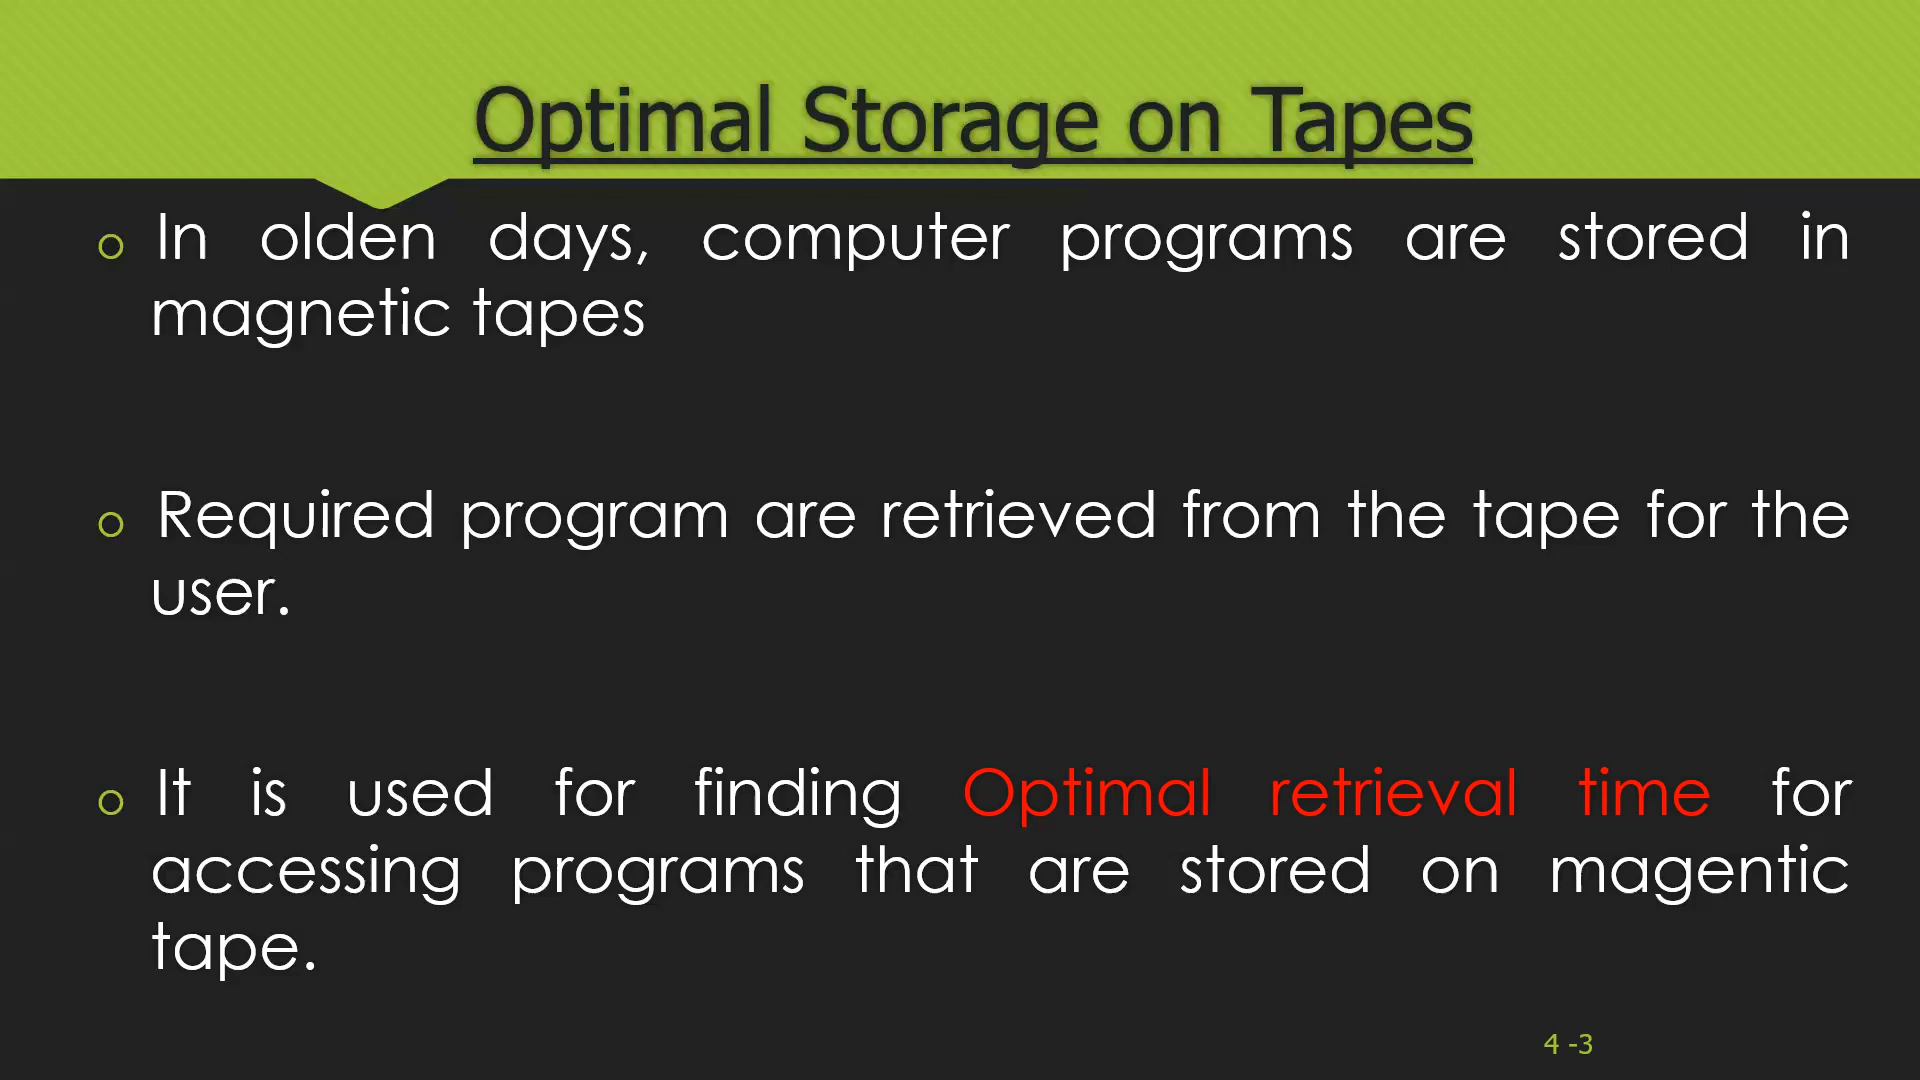 Optimal Storage on Tapes
o In olden days, computer programs are stored in
magnetic tapes
o Required program are retrieved from the tape for the
user.
o It is used for finding Optimal retrieval time for
accessing programs that are stored on magentic
tape.
4 -3